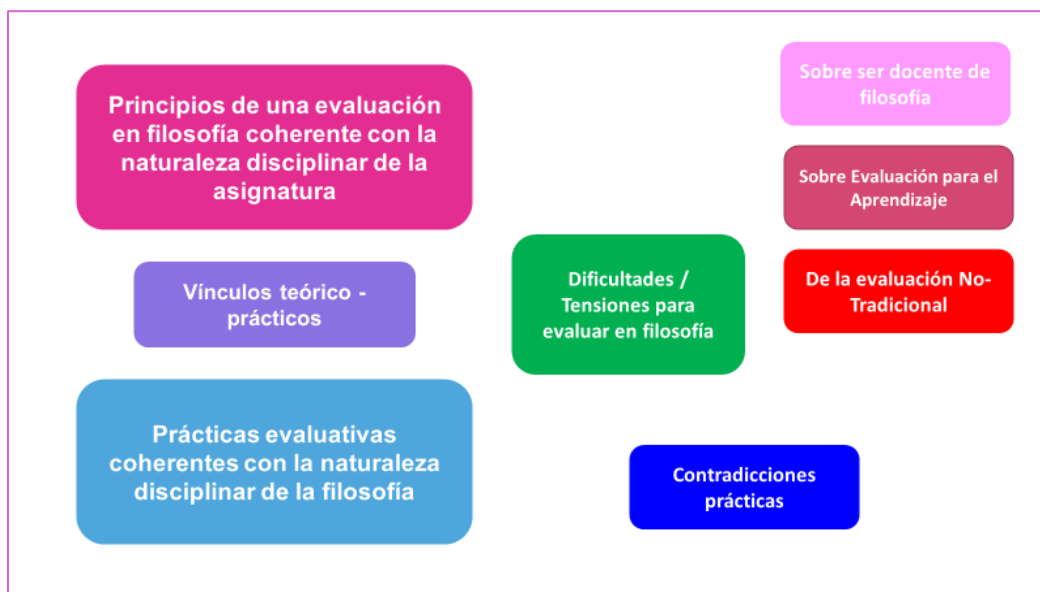 Principios de una evaluación
en filosofía coherente con la
naturaleza disciplinar de la
asignatura
Vínculos teórico -
prácticos
Prácticas evaluativas
coherentes con la naturaleza
disciplinar de la filosofía
Dificultades /
Tensiones para
evaluar en filosofía
Sobre ser docente de
filosofía
Sobre Evaluación para el
Aprendizaje
De la evaluación No-
Tradicional
Contradicciones
prácticas